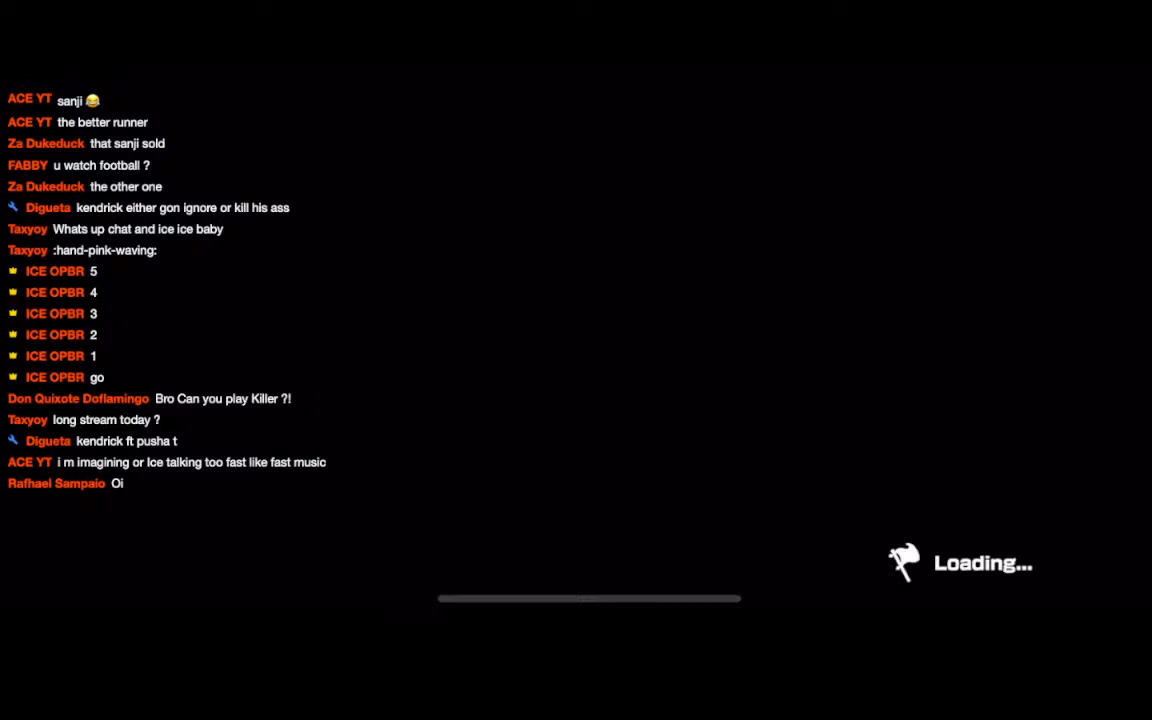 ACE YT sanji 😂
ACE YT the better runner
Za Dukeduck that sanji sold
FABBY u watch football ?
Za Dukeduck the other one
Digueta kendrick either gon ignore or kill his ass
Taxyoy Whats up chat and ice ice baby
Taxyoy :hand-pink-waving:
ICE OPBR 5
ICE OPBR 4
ICE OPBR 3
ICE OPBR 2
ICE OPBR 1
ICE OPBR go
Don Quixote Doflamingo Bro Can you play Killer ?!
Taxyoy long stream today ?
Digueta kendrick ft pusha t
ACE YT i m imagining or Ice talking too fast like fast music
Rafhael Sampaio Oi
Loading...